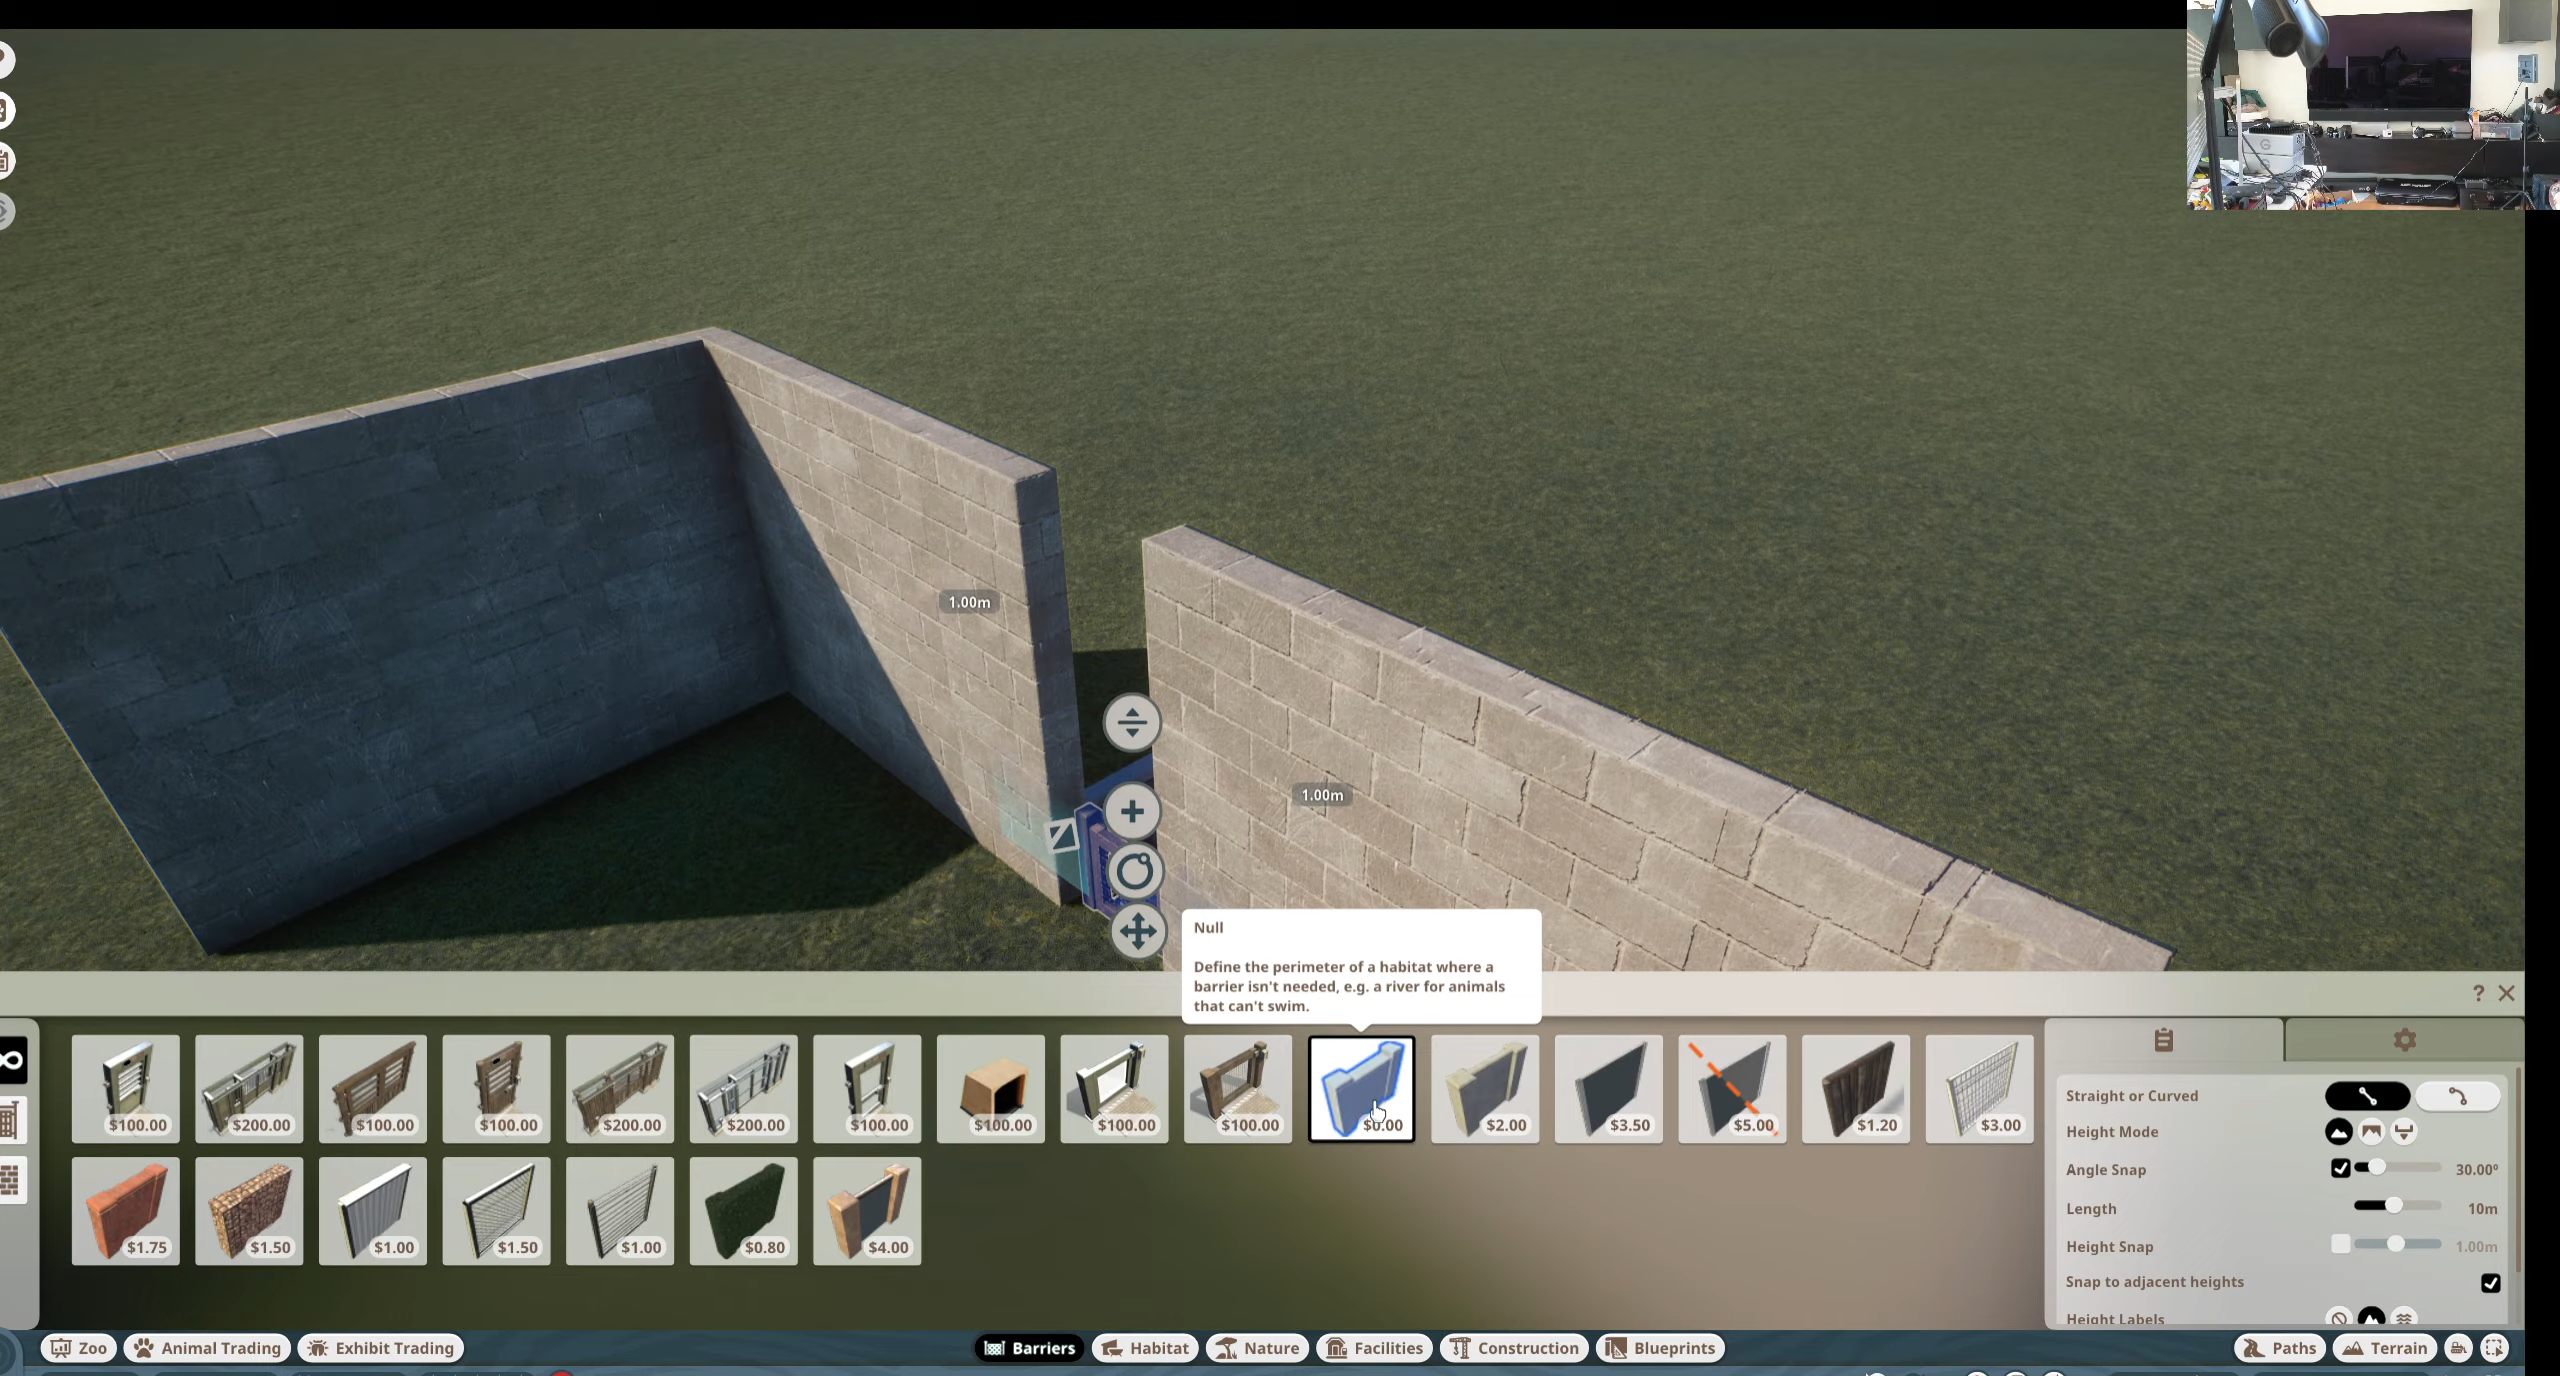 1.00m
1.00m
Null
Define the perimeter of a habitat where a
barrier isn't needed, e.g. a river for animals
that can't swim.
?
$100.00
$200.00
$100.00
$100.00
$200.00
$200.00
$100.00
$100.00
$100.00
$100.00
$0.00
$2.00
$3.50
$5.00
$1.20
$3.00
$1.75
$1.50
$1.00
$1.50
$1.00
$0.80
$4.00
Straight or Curved
Height Mode
Angle Snap 30.00°
Length 10m
Height Snap 1.00m
Snap to adjacent heights
Height Labels
Zoo
Animal Trading
Exhibit Trading
Barriers
Habitat
Nature
Facilities
Construction
Blueprints
Paths
Terrain